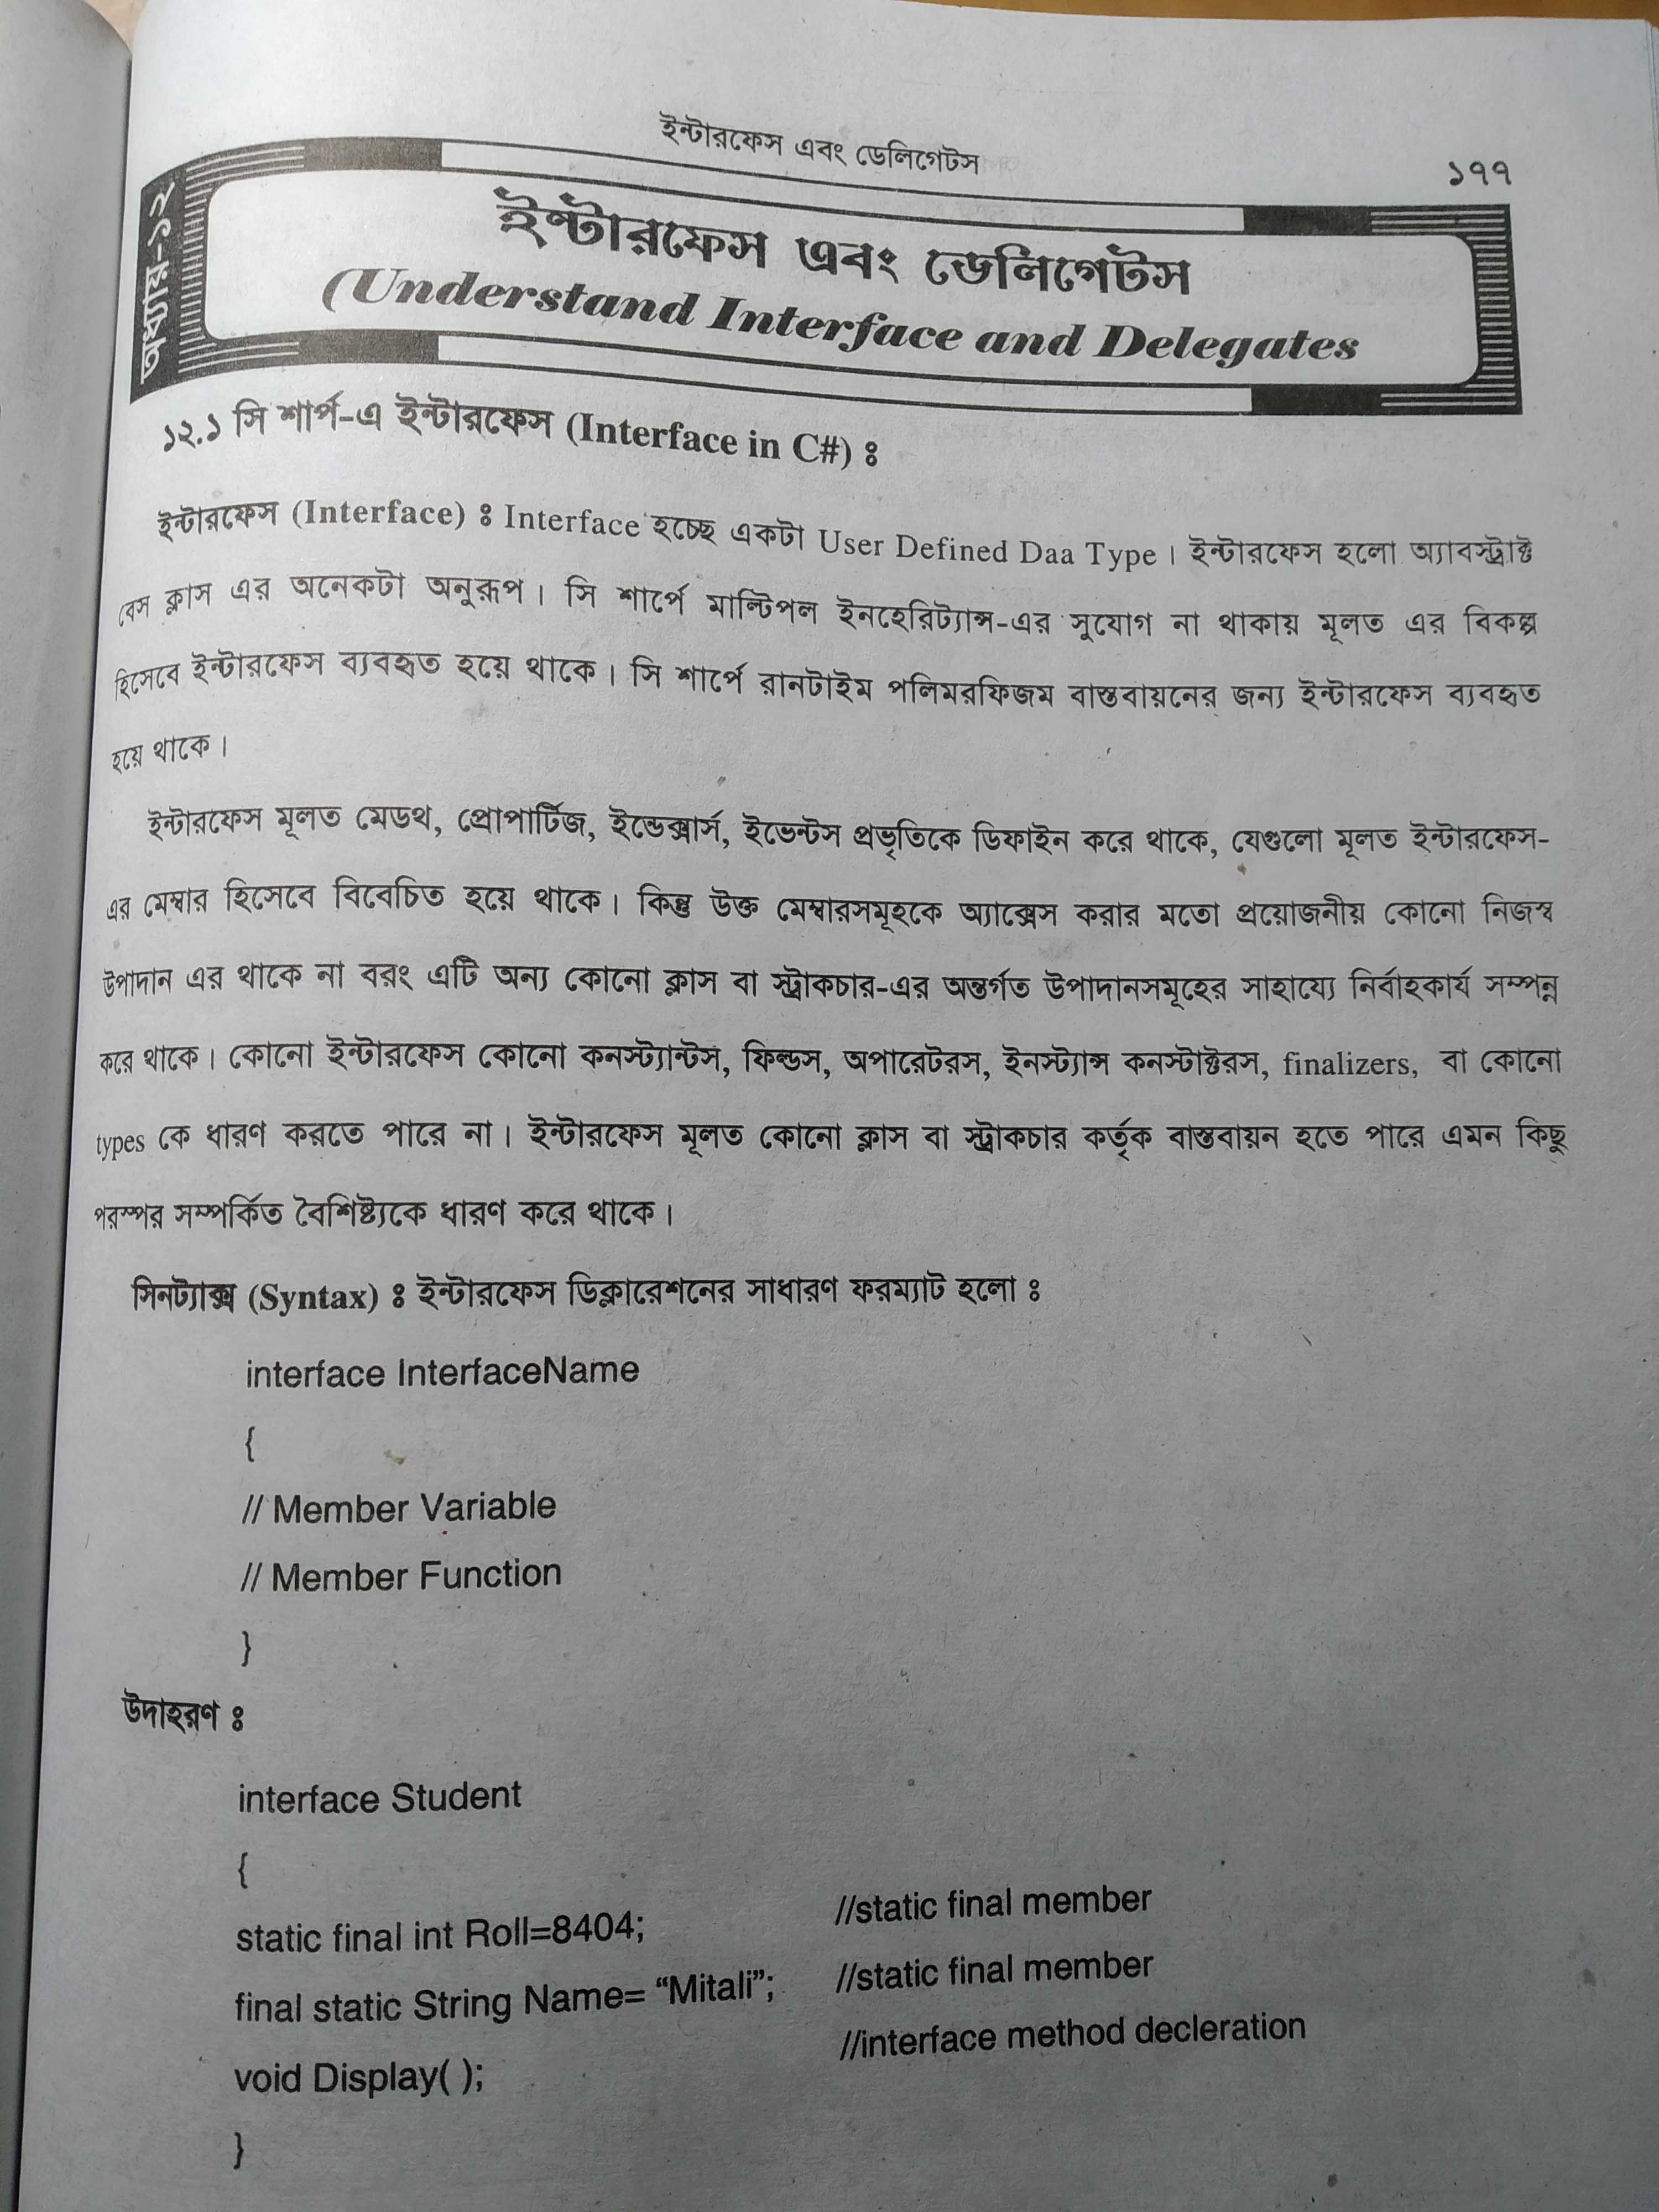 ইন্টারফেস এবং ডেলিগেটস
১৭৭
অধ্যায়-১২
ইন্টারফেস এবং ডেলিগেটস
(Understand Interface and Delegates
১২.১ সি শার্প-এ ইন্টারফেস (Interface in C#) ঃ
ইন্টারফেস (Interface) ঃ Interface হচ্ছে একটা User Defined Daa Type। ইন্টারফেস হলো অ্যাবস্ট্রাক্ট
বেস ক্লাস এর অনেকটা অনুরূপ। সি শার্পে মাল্টিপল ইনহেরিট্যান্স-এর সুযোগ না থাকায় মূলত এর বিকল্প
হিসেবে ইন্টারফেস ব্যবহৃত হয়ে থাকে। সি শার্পে রানটাইম পলিমরফিজম বাস্তবায়নের জন্য ইন্টারফেস ব্যবহৃত
হয়ে থাকে।
ইন্টারফেস মূলত মেডথ, প্রোপার্টিজ, ইন্ডেক্সার্স, ইভেন্টস প্রভৃতিকে ডিফাইন করে থাকে, যেগুলো মূলত ইন্টারফেস-
এর মেম্বার হিসেবে বিবেচিত হয়ে থাকে। কিন্তু উক্ত মেম্বারসমূহকে অ্যাক্সেস করার মতো প্রয়োজনীয় কোনো নিজস্ব
উপাদান এর থাকে না বরং এটি অন্য কোনো ক্লাস বা স্ট্রাকচার-এর অন্তর্গত উপাদানসমূহের সাহায্যে নির্বাহকার্য সম্পন্ন
করে থাকে। কোনো ইন্টারফেস কোনো কনস্ট্যান্টস, ফিল্ডস, অপারেটরস, ইনস্ট্যান্স কনস্টাক্টরস, finalizers, বা কোনো
types কে ধারণ করতে পারে না। ইন্টারফেস মূলত কোনো ক্লাস বা স্ট্রাকচার কর্তৃক বাস্তবায়ন হতে পারে এমন কিছু
পরস্পর সম্পর্কিত বৈশিষ্ট্যকে ধারণ করে থাকে।
সিনট্যাক্স (Syntax) ঃ ইন্টারফেস ডিক্লারেশনের সাধারণ ফরম্যাট হলো ঃ
interface InterfaceName
{
// Member Variable
// Member Function
}
উদাহরণ ঃ
interface Student
{
static final int Roll=8404; //static final member
final static String Name= “Mitali”; //static final member
void Display( ); //interface method decleration
}